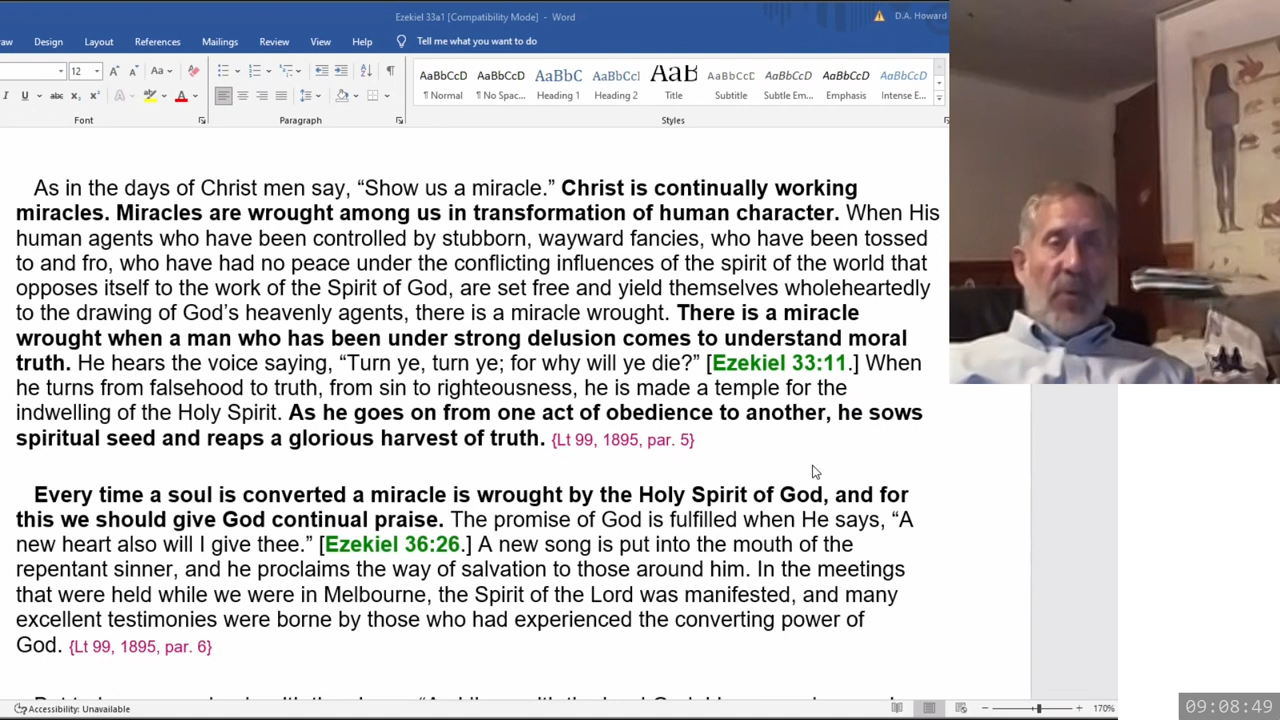 Ezekiel 33a1 [Compatibility Mode] - Word
D.A. Howard
aw Design Layout References Mailings Review View Help Tell me what you want to do
12 Aa
AaBbCcD AaBbCcD AaBbC AaBbCcC AaB AaBbCcD AaBbCcD AaBbCcD AaBbCcD
I U abc x₂ x² A A
¶ Normal ¶ No Spac... Heading 1 Heading 2 Title Subtitle Subtle Em... Emphasis Intense E...
Font Paragraph Styles
As in the days of Christ men say, “Show us a miracle.” Christ is continually working
miracles. Miracles are wrought among us in transformation of human character. When His
human agents who have been controlled by stubborn, wayward fancies, who have been tossed
to and fro, who have had no peace under the conflicting influences of the spirit of the world that
opposes itself to the work of the Spirit of God, are set free and yield themselves wholeheartedly
to the drawing of God’s heavenly agents, there is a miracle wrought. There is a miracle
wrought when a man who has been under strong delusion comes to understand moral
truth. He hears the voice saying, “Turn ye, turn ye; for why will ye die?” [Ezekiel 33:11.] When
he turns from falsehood to truth, from sin to righteousness, he is made a temple for the
indwelling of the Holy Spirit. As he goes on from one act of obedience to another, he sows
spiritual seed and reaps a glorious harvest of truth. {Lt 99, 1895, par. 5}
Every time a soul is converted a miracle is wrought by the Holy Spirit of God, and for
this we should give God continual praise. The promise of God is fulfilled when He says, “A
new heart also will I give thee.” [Ezekiel 36:26.] A new song is put into the mouth of the
repentant sinner, and he proclaims the way of salvation to those around him. In the meetings
that were held while we were in Melbourne, the Spirit of the Lord was manifested, and many
excellent testimonies were borne by those who had experienced the converting power of
God. {Lt 99, 1895, par. 6}
Accessibility: Unavailable
170%
09:08:49